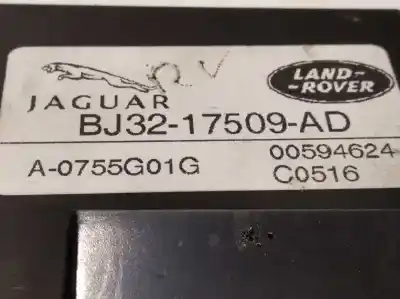 JAGUAR
LAND-
-ROVER
BJ32-17509-AD
A-0755G01G
00594624
C0516